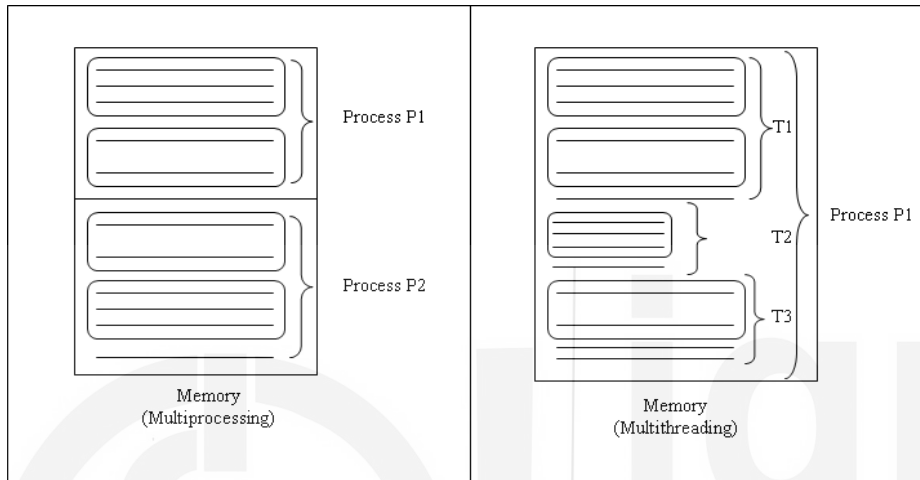 Process P1
Process P2
Memory
(Multiprocessing)
T1
T2
Process P1
T3
Memory
(Multithreading)